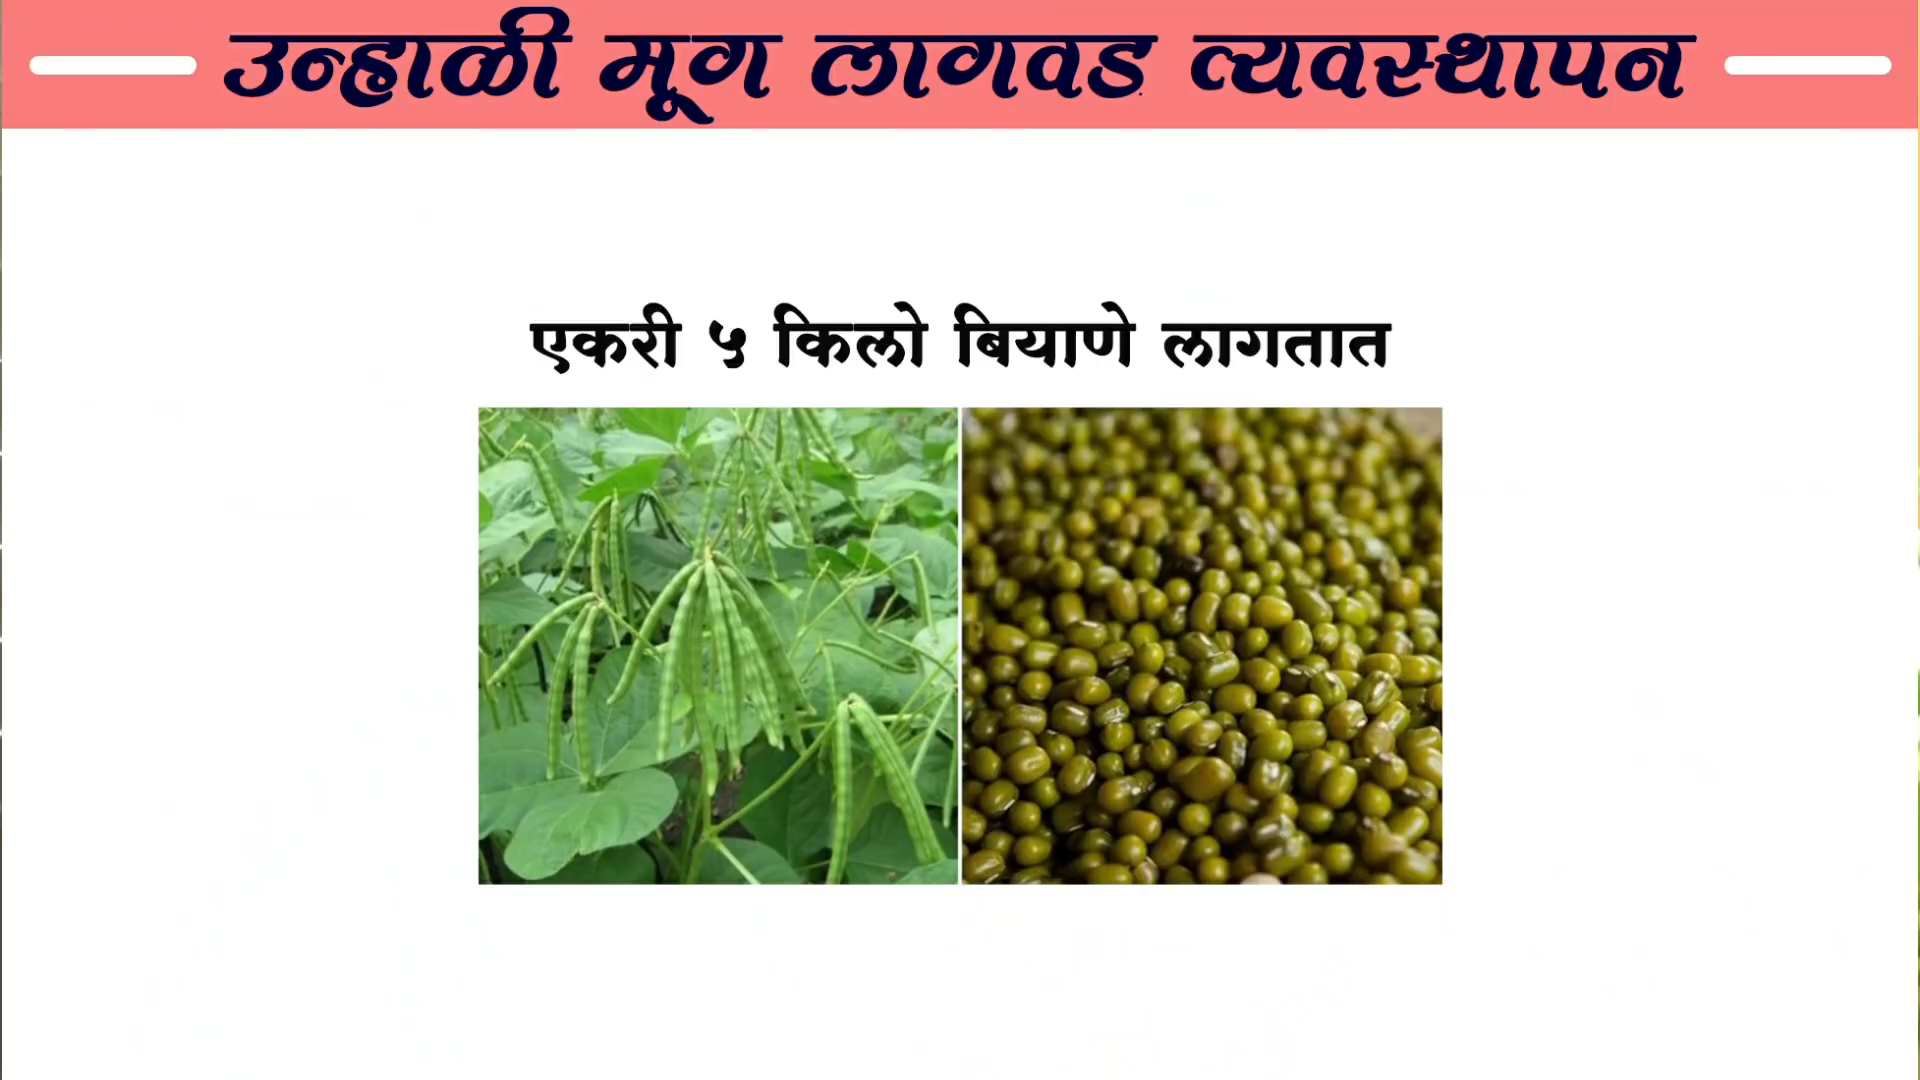 उन्हाळी मूग लागवड व्यवस्थापन
एकरी ५ किलो बियाणे लागतात